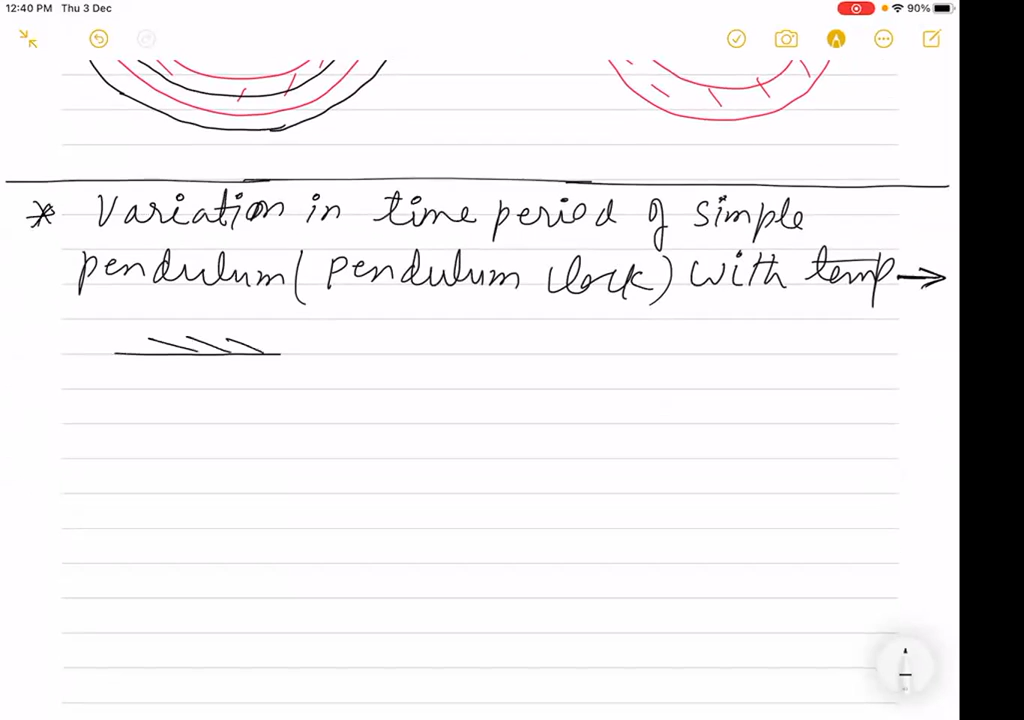 12:40 PM Thu 3 Dec
90%
* Variation in time period of simple
pendulum (pendulum clock) with temp →